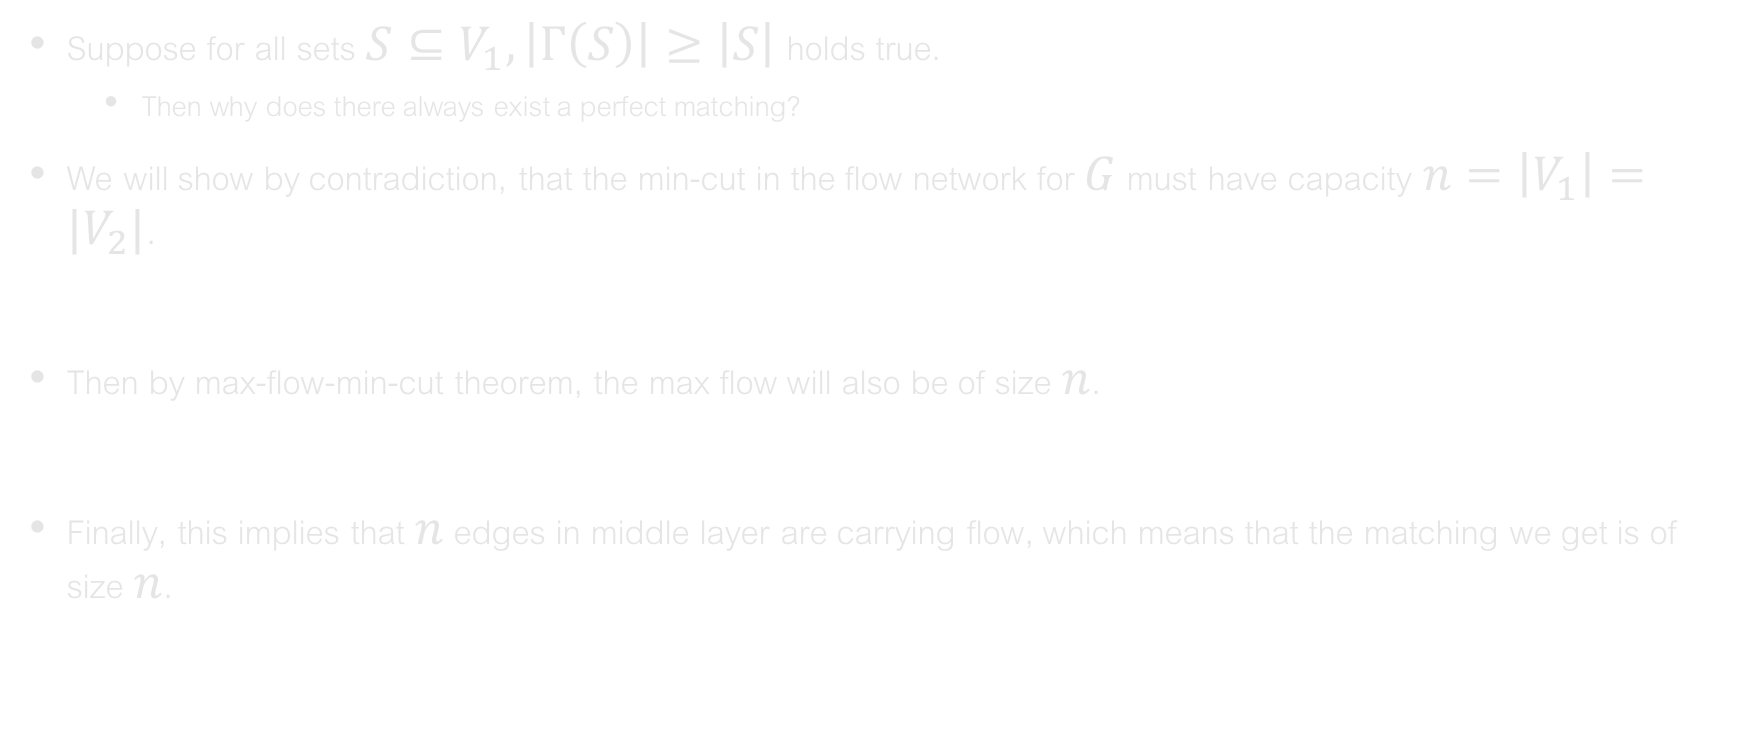 • Suppose for all sets S ⊆ V₁, |Γ(S)| ≥ |S| holds true.
• Then why does there always exist a perfect matching?
• We will show by contradiction, that the min-cut in the flow network for G must have capacity n = |V₁| =
|V₂|.
• Then by max-flow-min-cut theorem, the max flow will also be of size n.
• Finally, this implies that n edges in middle layer are carrying flow, which means that the matching we get is of
size n.